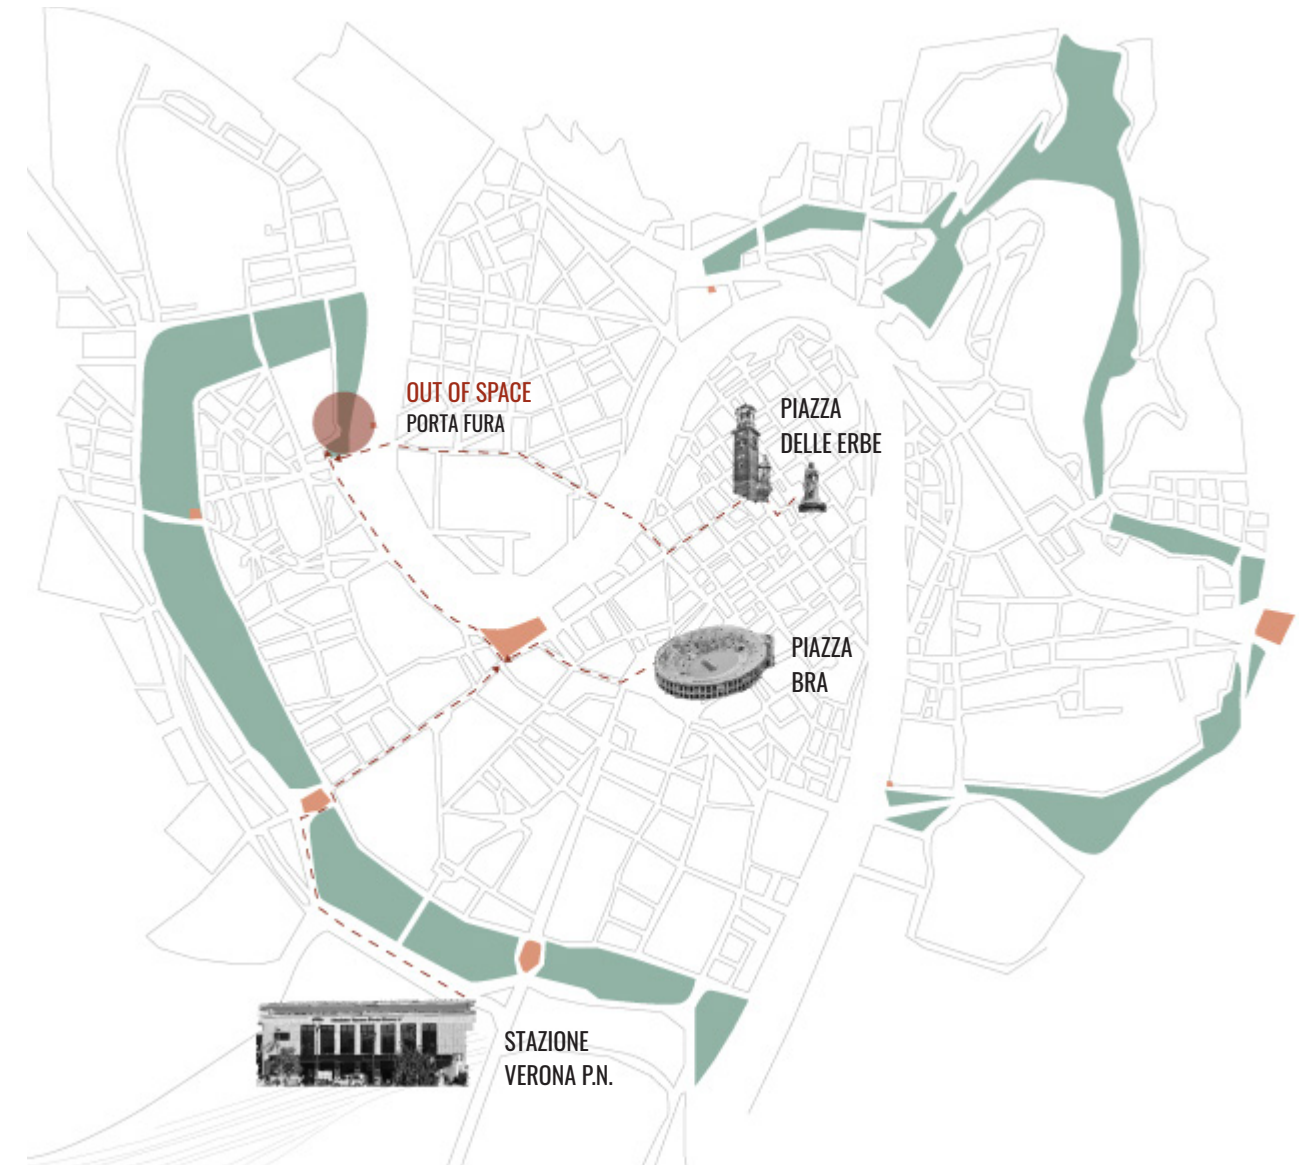 OUT OF SPACE
PORTA FURA
PIAZZA
DELLE ERBE
PIAZZA
BRA
STAZIONE
VERONA P.N.